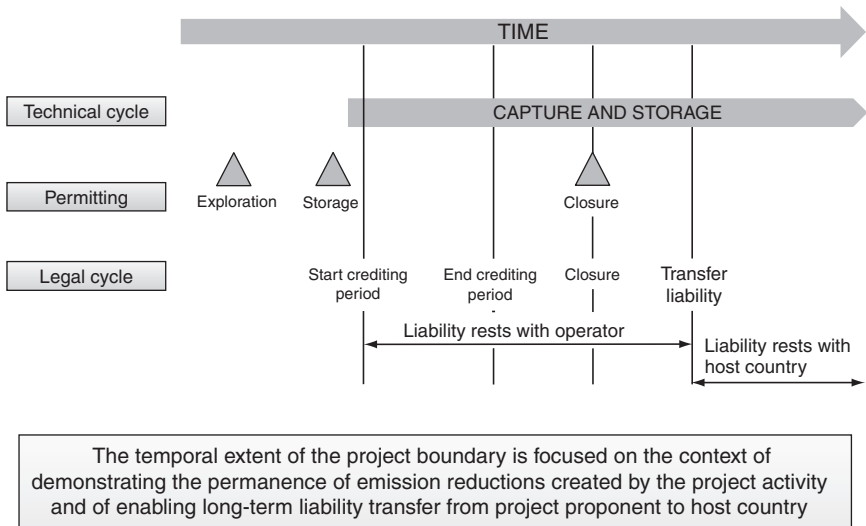 TIME
Technical cycle
CAPTURE AND STORAGE
Permitting
Exploration
Storage
Closure
Legal cycle
Start crediting
period
End crediting
period
Closure
Transfer
liability
Liability rests with operator
Liability rests with
host country
The temporal extent of the project boundary is focused on the context of
demonstrating the permanence of emission reductions created by the project activity
and of enabling long-term liability transfer from project proponent to host country